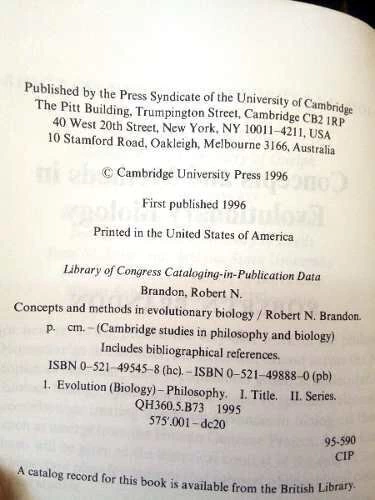 Published by the Press Syndicate of the University of Cambridge
The Pitt Building, Trumpington Street, Cambridge CB2 1RP
40 West 20th Street, New York, NY 10011–4211, USA
10 Stamford Road, Oakleigh, Melbourne 3166, Australia
© Cambridge University Press 1996
First published 1996
Printed in the United States of America
Library of Congress Cataloging-in-Publication Data
Brandon, Robert N.
Concepts and methods in evolutionary biology / Robert N. Brandon.
p. cm. – (Cambridge studies in philosophy and biology)
Includes bibliographical references.
ISBN 0–521–49545–8 (hc). – ISBN 0–521–49888–0 (pb)
1. Evolution (Biology) – Philosophy. I. Title. II. Series.
QH360.5.B73 1995
575′.001–dc20
95-590
CIP
A catalog record for this book is available from the British Library.